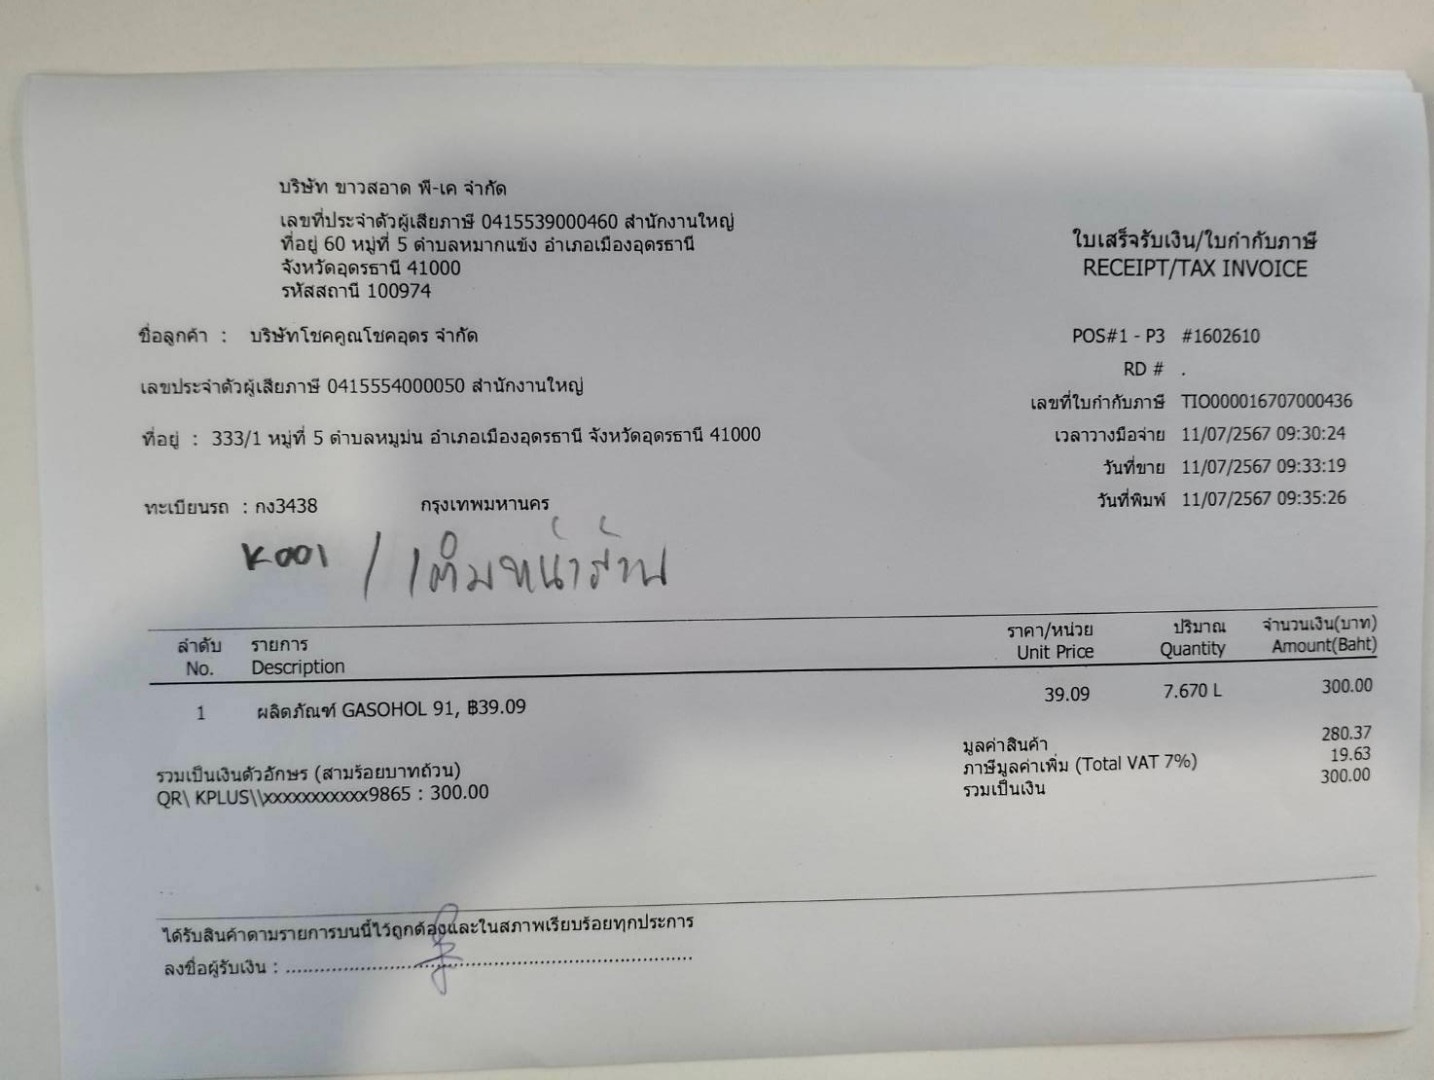 บริษัท ขาวสอาด พี-เค จำกัด
เลขที่ประจำตัวผู้เสียภาษี 0415539000460 สำนักงานใหญ่
ที่อยู่ 60 หมู่ที่ 5 ตำบลหมากแข้ง อำเภอเมืองอุดรธานี
จังหวัดอุดรธานี 41000
รหัสสถานี 100974
ใบเสร็จรับเงิน/ใบกำกับภาษี
RECEIPT/TAX INVOICE
ชื่อลูกค้า : บริษัทโชคคูณโชคอุดร จำกัด
เลขประจำตัวผู้เสียภาษี 0415554000050 สำนักงานใหญ่
ที่อยู่ : 333/1 หมู่ที่ 5 ตำบลหมูม่น อำเภอเมืองอุดรธานี จังหวัดอุดรธานี 41000
ทะเบียนรถ : กง3438 กรุงเทพมหานคร
POS#1 - P3 #1602610
RD # .
เลขที่ใบกำกับภาษี TIO000016707000436
เวลาวางมือจ่าย 11/07/2567 09:30:24
วันที่ขาย 11/07/2567 09:33:19
วันที่พิมพ์ 11/07/2567 09:35:26
K001 / เติมหน้าร้าน
ลำดับ รายการ ราคา/หน่วย ปริมาณ จำนวนเงิน(บาท)
No. Description Unit Price Quantity Amount(Baht)
1 ผลิตภัณฑ์ GASOHOL 91, ฿39.09 39.09 7.670 L 300.00
มูลค่าสินค้า 280.37
ภาษีมูลค่าเพิ่ม (Total VAT 7%) 19.63
รวมเป็นเงิน 300.00
รวมเป็นเงินตัวอักษร (สามร้อยบาทถ้วน)
QR\ KPLUS\\xxxxxxxxxxx9865 : 300.00
ได้รับสินค้าตามรายการบนนี้ไว้ถูกต้องและในสภาพเรียบร้อยทุกประการ
ลงชื่อผู้รับเงิน :